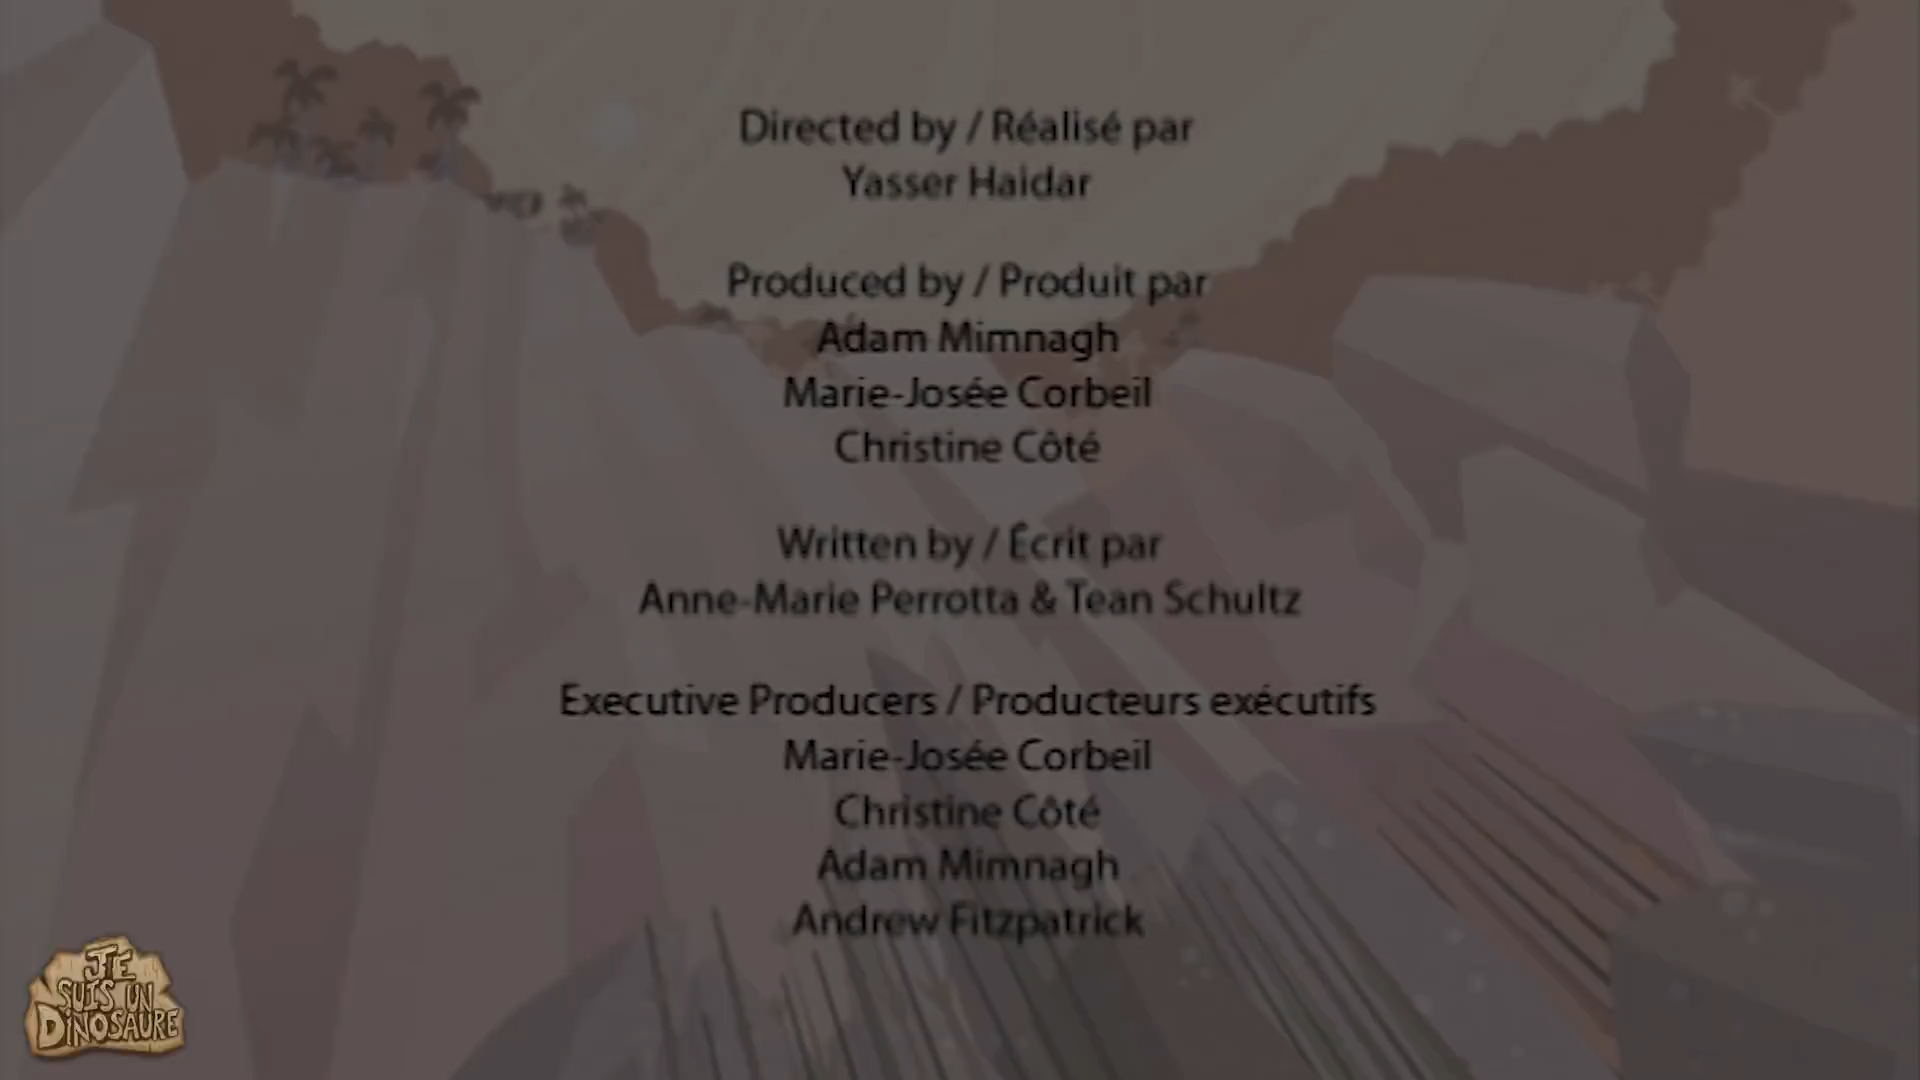 Directed by / Réalisé par
Yasser Haidar
Produced by / Produit par
Adam Mimnagh
Marie-Josée Corbeil
Christine Côté
Written by / Écrit par
Anne-Marie Perrotta & Tean Schultz
Executive Producers / Producteurs exécutifs
Marie-Josée Corbeil
Christine Côté
Adam Mimnagh
Andrew Fitzpatrick
JE
SUIS UN
DINOSAURE